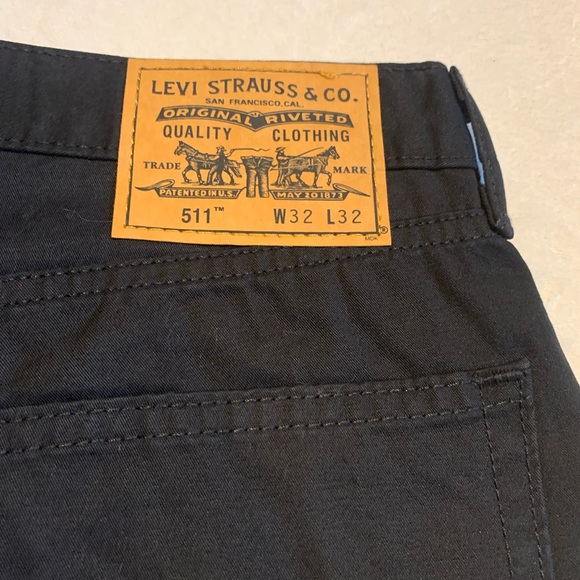 LEVI STRAUSS & CO.
SAN FRANCISCO, CAL.
ORIGINAL RIVETED
QUALITY CLOTHING
TRADE MARK
PATENTED IN U.S. MAY 20 1873
511™ W32 L32 ®